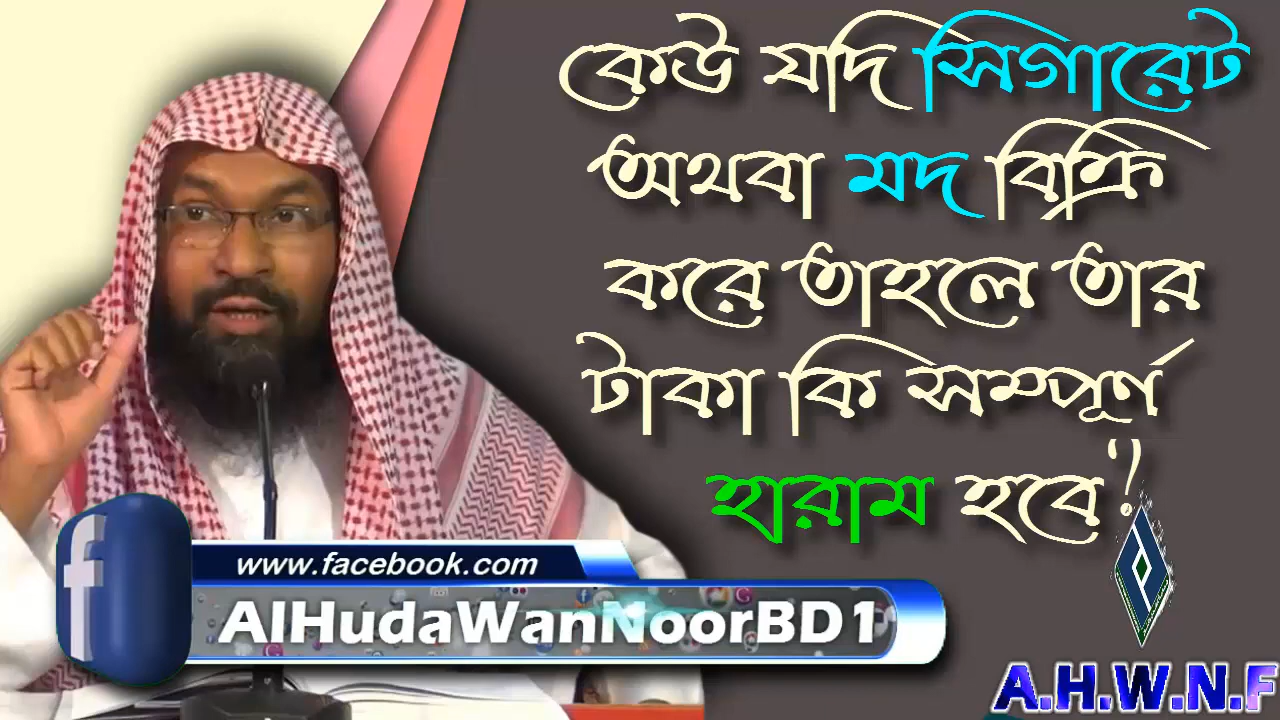 কেউ যদি সিগারেট
অথবা মদ বিক্রি
করে তাহলে তার
টাকা কি সম্পূর্ণ
হারাম হবে?
www.facebook.com
AlHudaWanNoorBD1
A.H.W.N.F